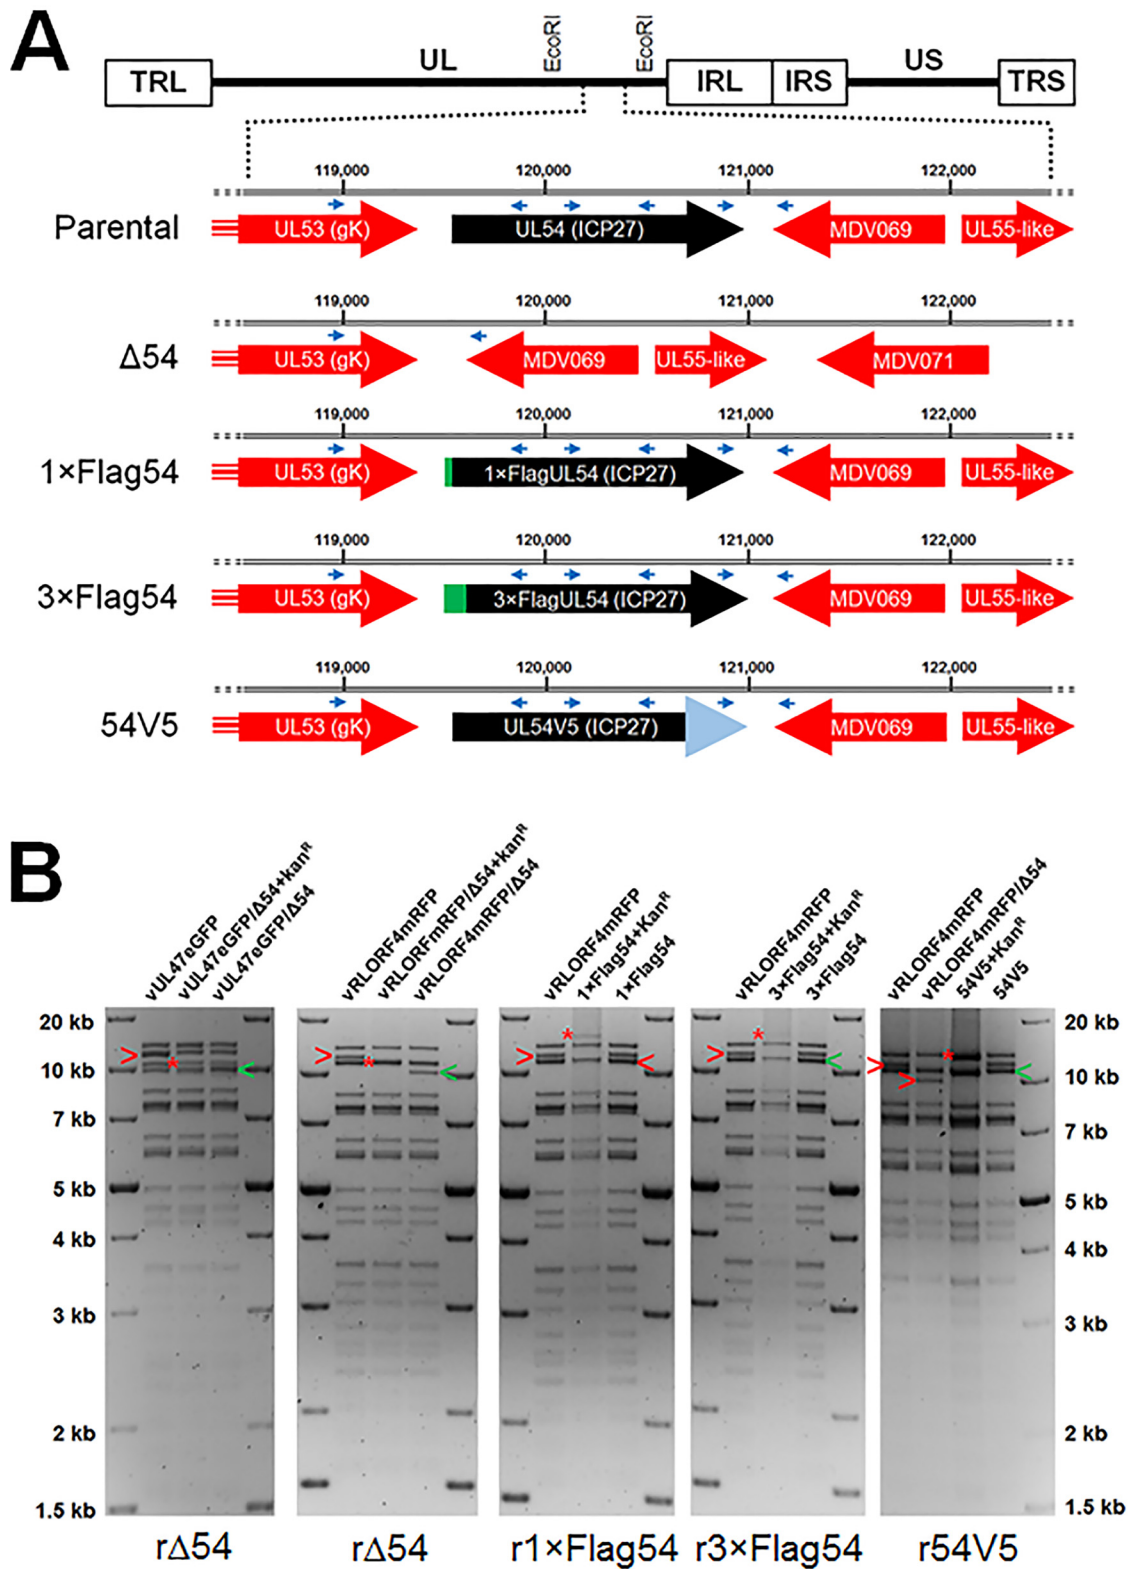 A
EcoRI
EcoRI
UL
US
TRL
IRL
IRS
TRS
119,000
120,000
121,000
122,000
Parental
UL53 (gK)
UL54 (ICP27)
MDV069
UL55-like
119,000
120,000
121,000
122,000
Δ54
UL53 (gK)
MDV069
UL55-like
MDV071
119,000
120,000
121,000
122,000
1×Flag54
UL53 (gK)
1×FlagUL54 (ICP27)
MDV069
UL55-like
119,000
120,000
121,000
122,000
3×Flag54
UL53 (gK)
3×FlagUL54 (ICP27)
MDV069
UL55-like
119,000
120,000
121,000
122,000
54V5
UL53 (gK)
UL54V5 (ICP27)
MDV069
UL55-like
B
vUL47eGFP
vUL47eGFP/Δ54+kanᴿ
vUL47eGFP/Δ54
vRLORF4mRFP
vRLORFmRFP/Δ54+kanᴿ
vRLORF4mRFP/Δ54
vRLORF4mRFP
1×Flag54+Kanᴿ
1×Flag54
vRLORF4mRFP
3×Flag54+Kanᴿ
3×Flag54
vRLORF4mRFP
vRLORF4mRFP/Δ54
54V5+Kanᴿ
54V5
20 kb
10 kb
7 kb
5 kb
4 kb
3 kb
2 kb
1.5 kb
> * <
> * <
> * <
> * <
> > * <
20 kb
10 kb
7 kb
5 kb
4 kb
3 kb
2 kb
1.5 kb
rΔ54
rΔ54
r1×Flag54
r3×Flag54
r54V5